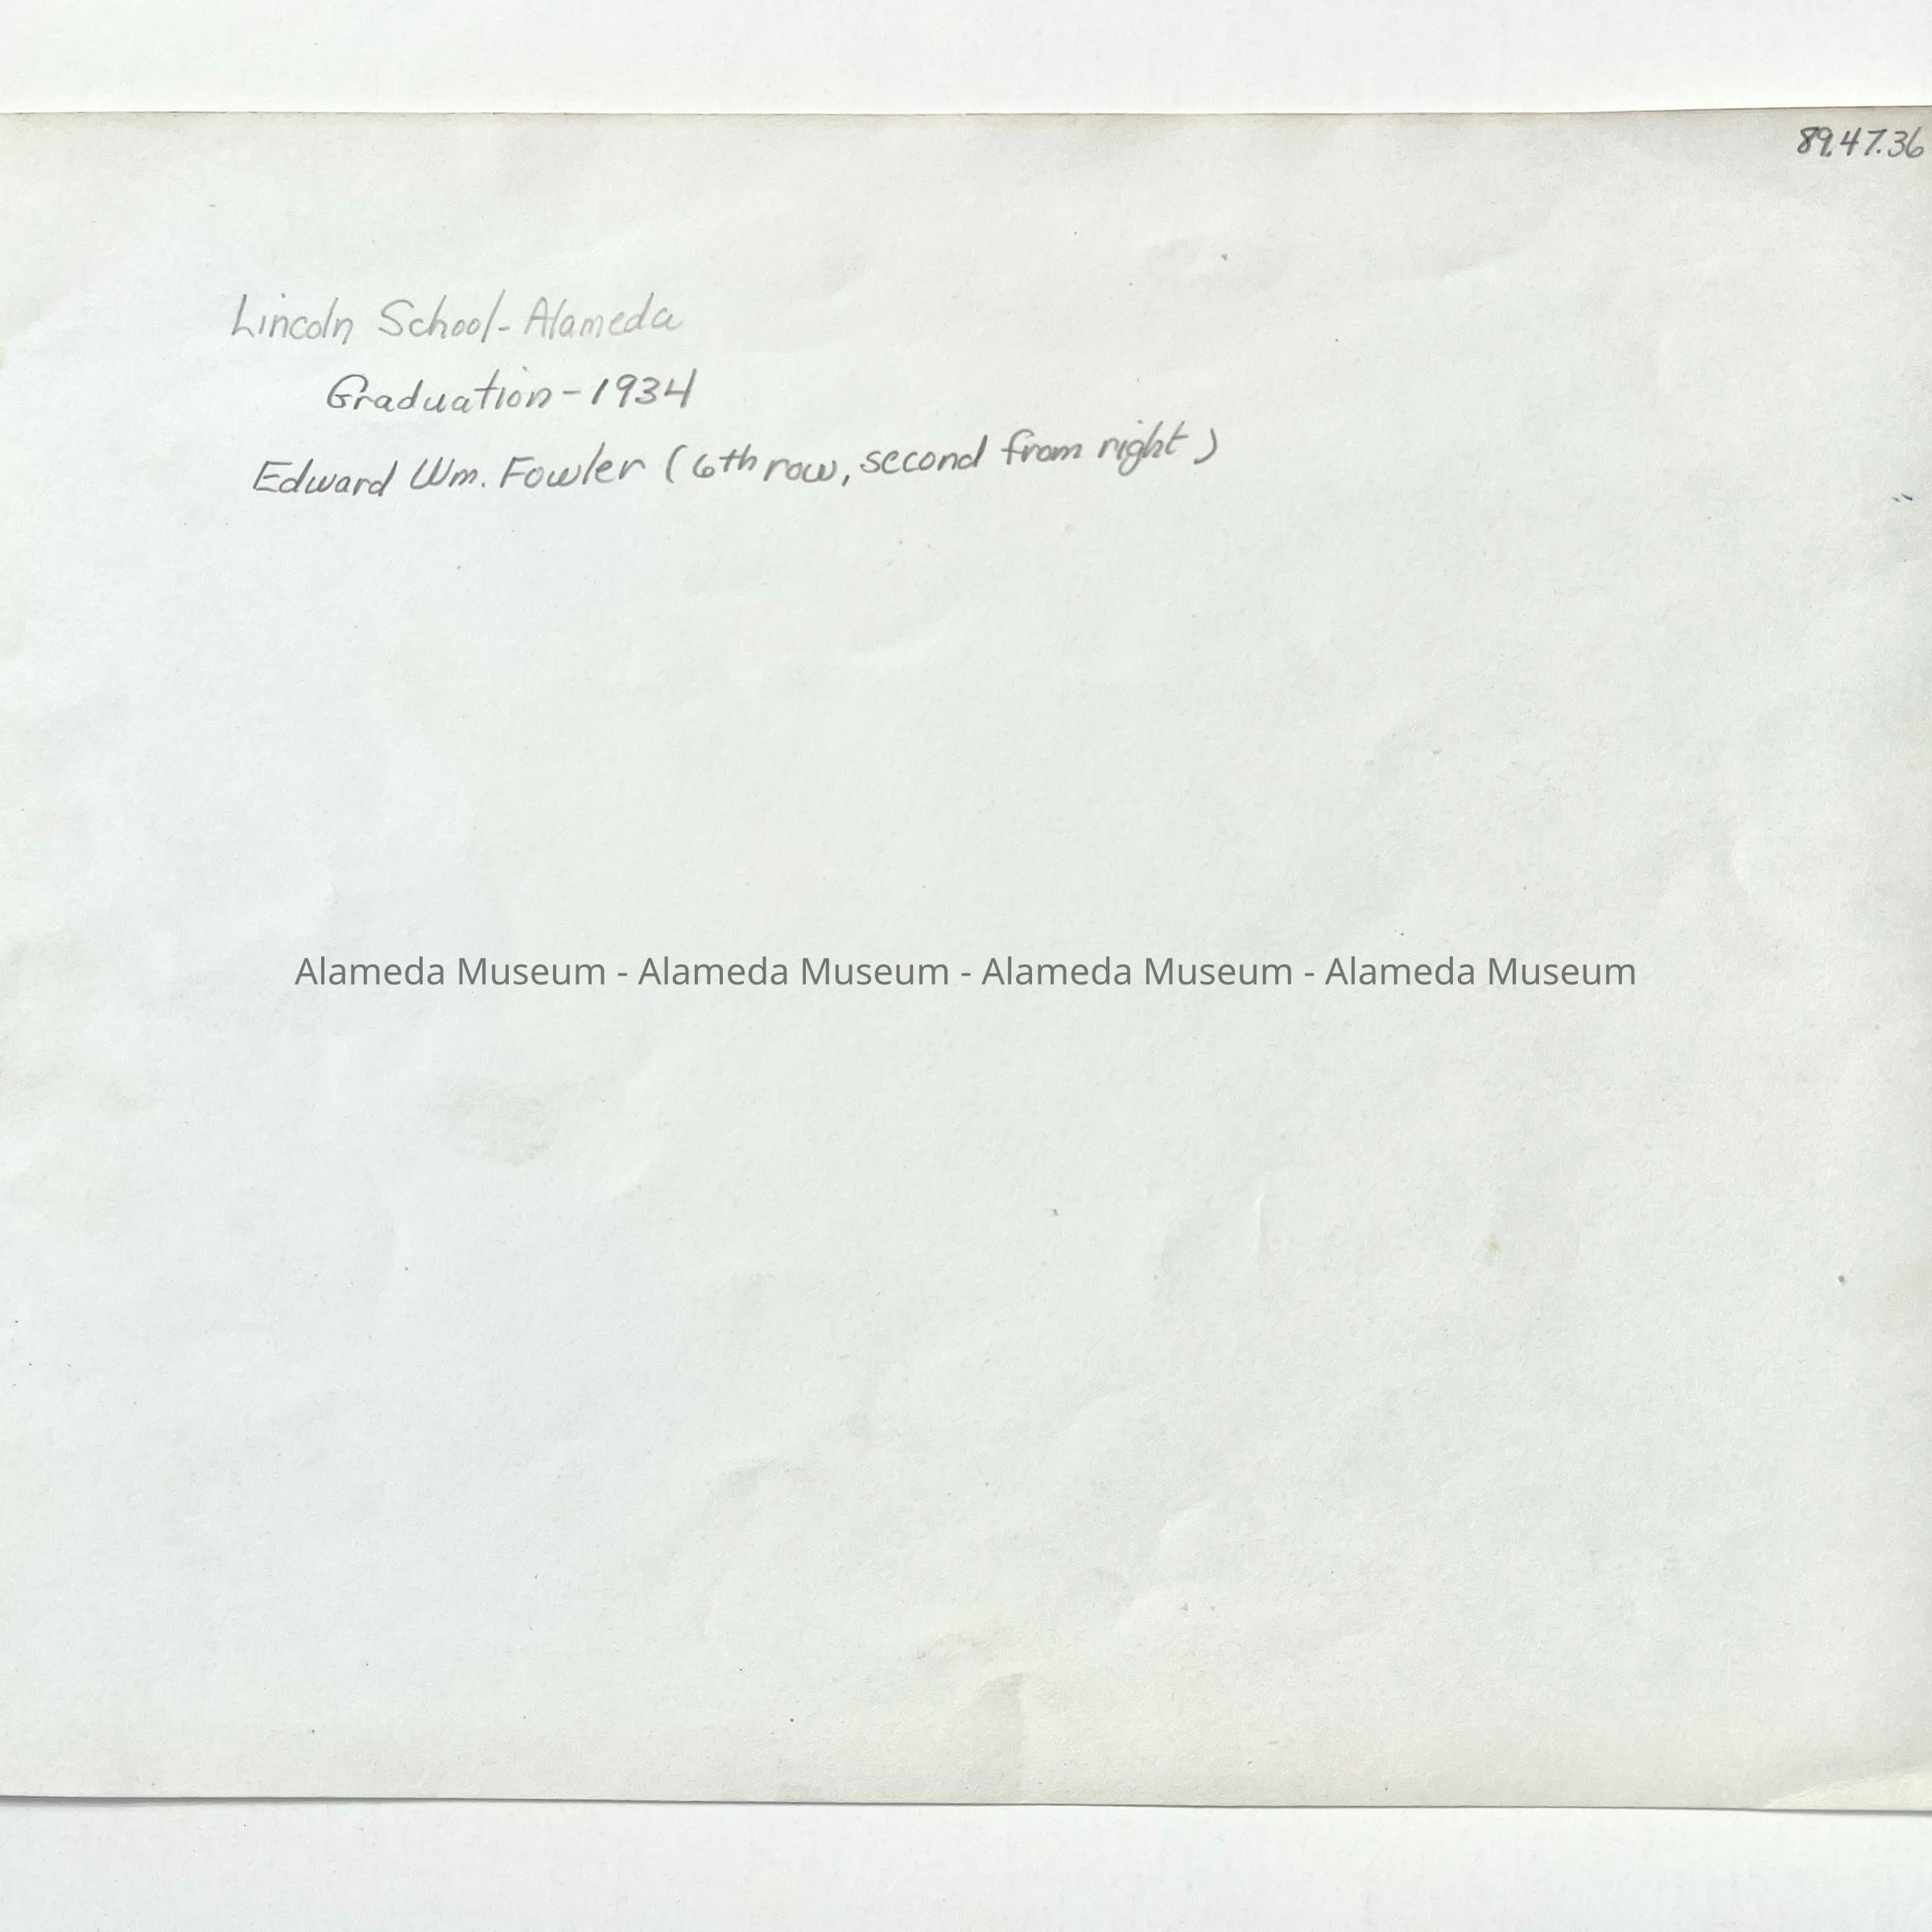 89.47.36
Lincoln School - Alameda
Graduation - 1934
Edward Wm. Fowler (6th row, second from right)
Alameda Museum - Alameda Museum - Alameda Museum - Alameda Museum